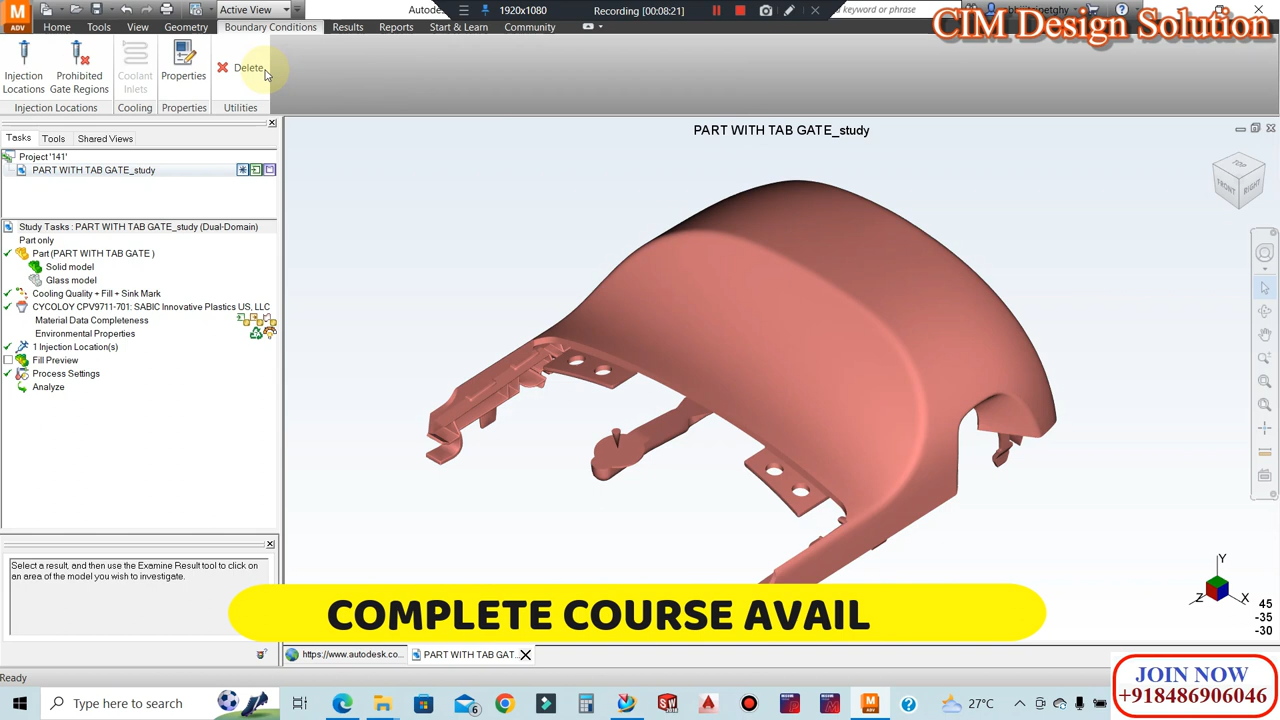 Active View
1920x1080
Recording [00:08:21]
keyword or phrase
CIM Design Solution
ADV
Home
Tools
View
Geometry
Boundary Conditions
Results
Reports
Start & Learn
Community
Injection
Locations
Prohibited
Gate Regions
Coolant
Inlets
Properties
Delete
Injection Locations
Cooling
Properties
Utilities
Tasks
Tools
Shared Views
Project '141'
PART WITH TAB GATE_study
Study Tasks : PART WITH TAB GATE_study (Dual-Domain)
Part only
Part (PART WITH TAB GATE )
Solid model
Glass model
Cooling Quality + Fill + Sink Mark
CYCOLOY CPV9711-701: SABIC Innovative Plastics US, LLC
Material Data Completeness
Environmental Properties
1 Injection Location(s)
Fill Preview
Process Settings
Analyze
PART WITH TAB GATE_study
TOP
FRONT
RIGHT
Y
Z
X
45
-35
-30
Select a result, and then use the Examine Result tool to click on
an area of the model you wish to investigate.
COMPLETE COURSE AVAIL
https://www.autodesk.co...
PART WITH TAB GAT...
Ready
Type here to search
27°C
JOIN NOW
+918486906046